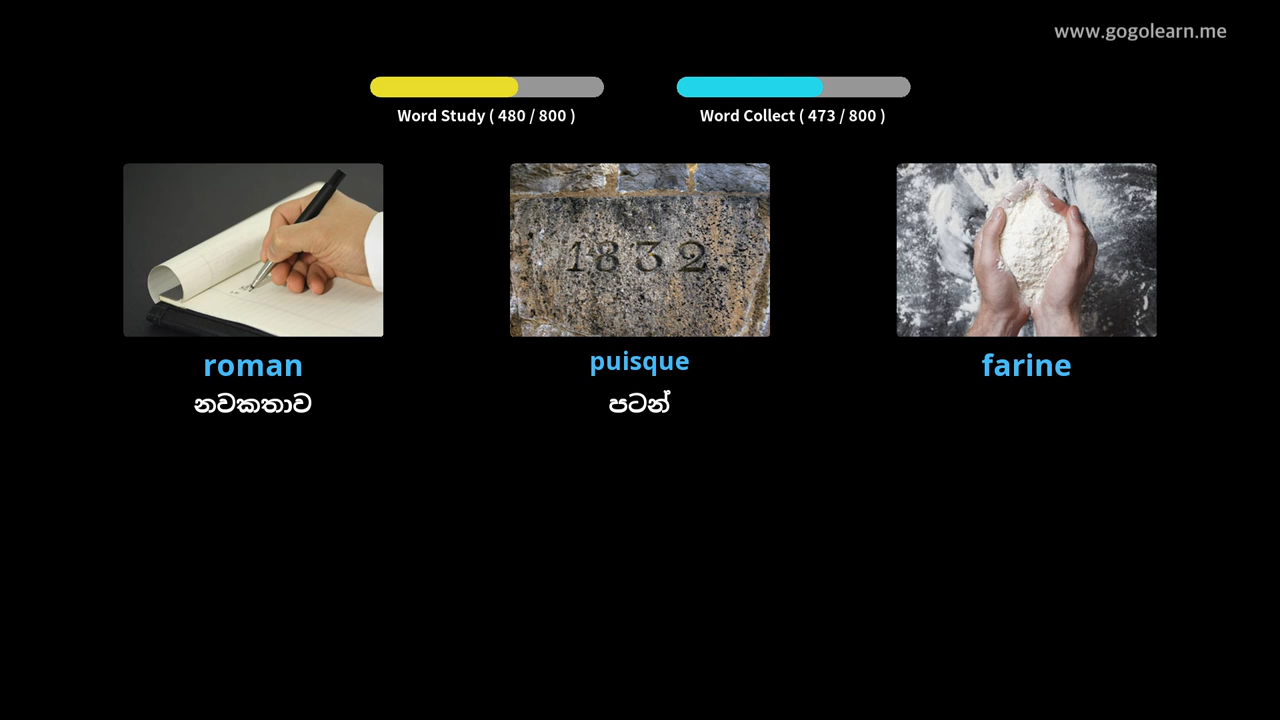 www.gogolearn.me
Word Study ( 480 / 800 )
Word Collect ( 473 / 800 )
1832
roman
puisque
farine
නවකතාව
පටන්